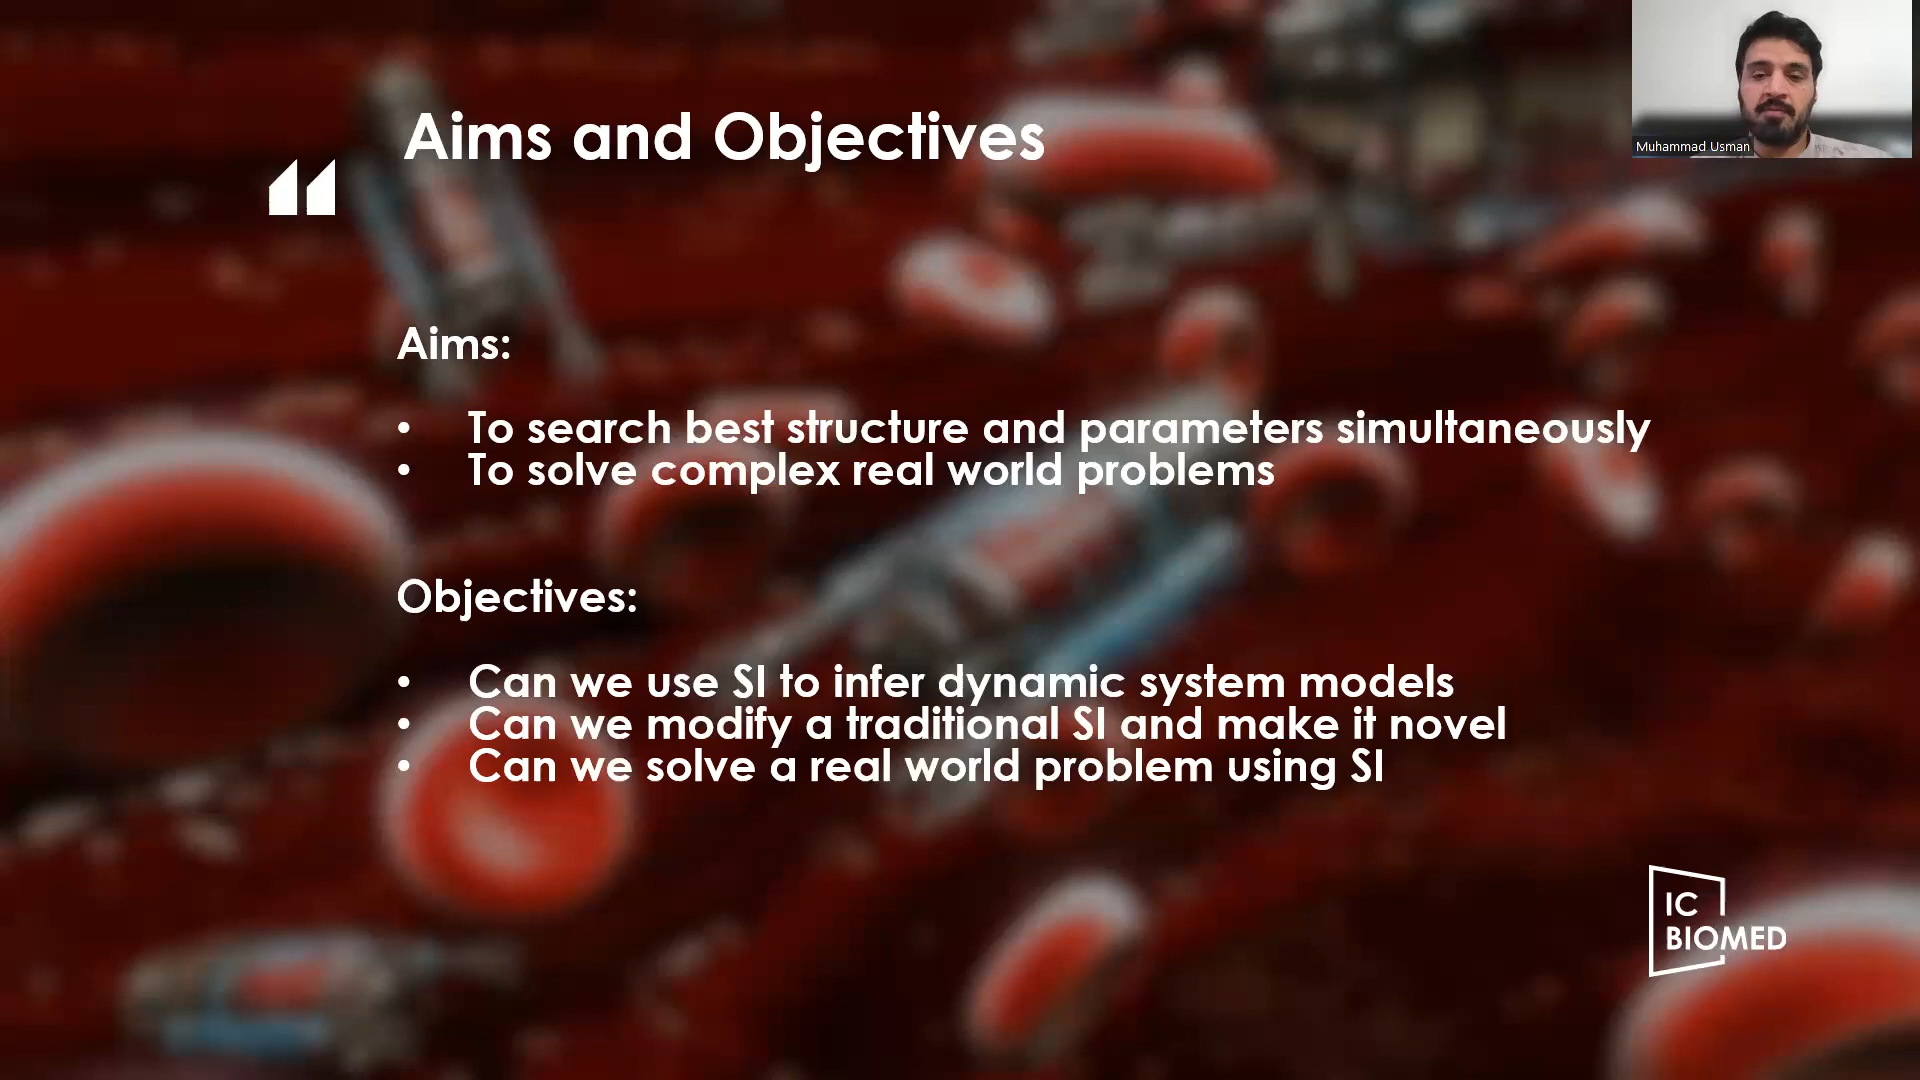 Muhammad Usman
Aims and Objectives
“
Aims:
• To search best structure and parameters simultaneously
• To solve complex real world problems
Objectives:
• Can we use SI to infer dynamic system models
• Can we modify a traditional SI and make it novel
• Can we solve a real world problem using SI
IC
BIOMED